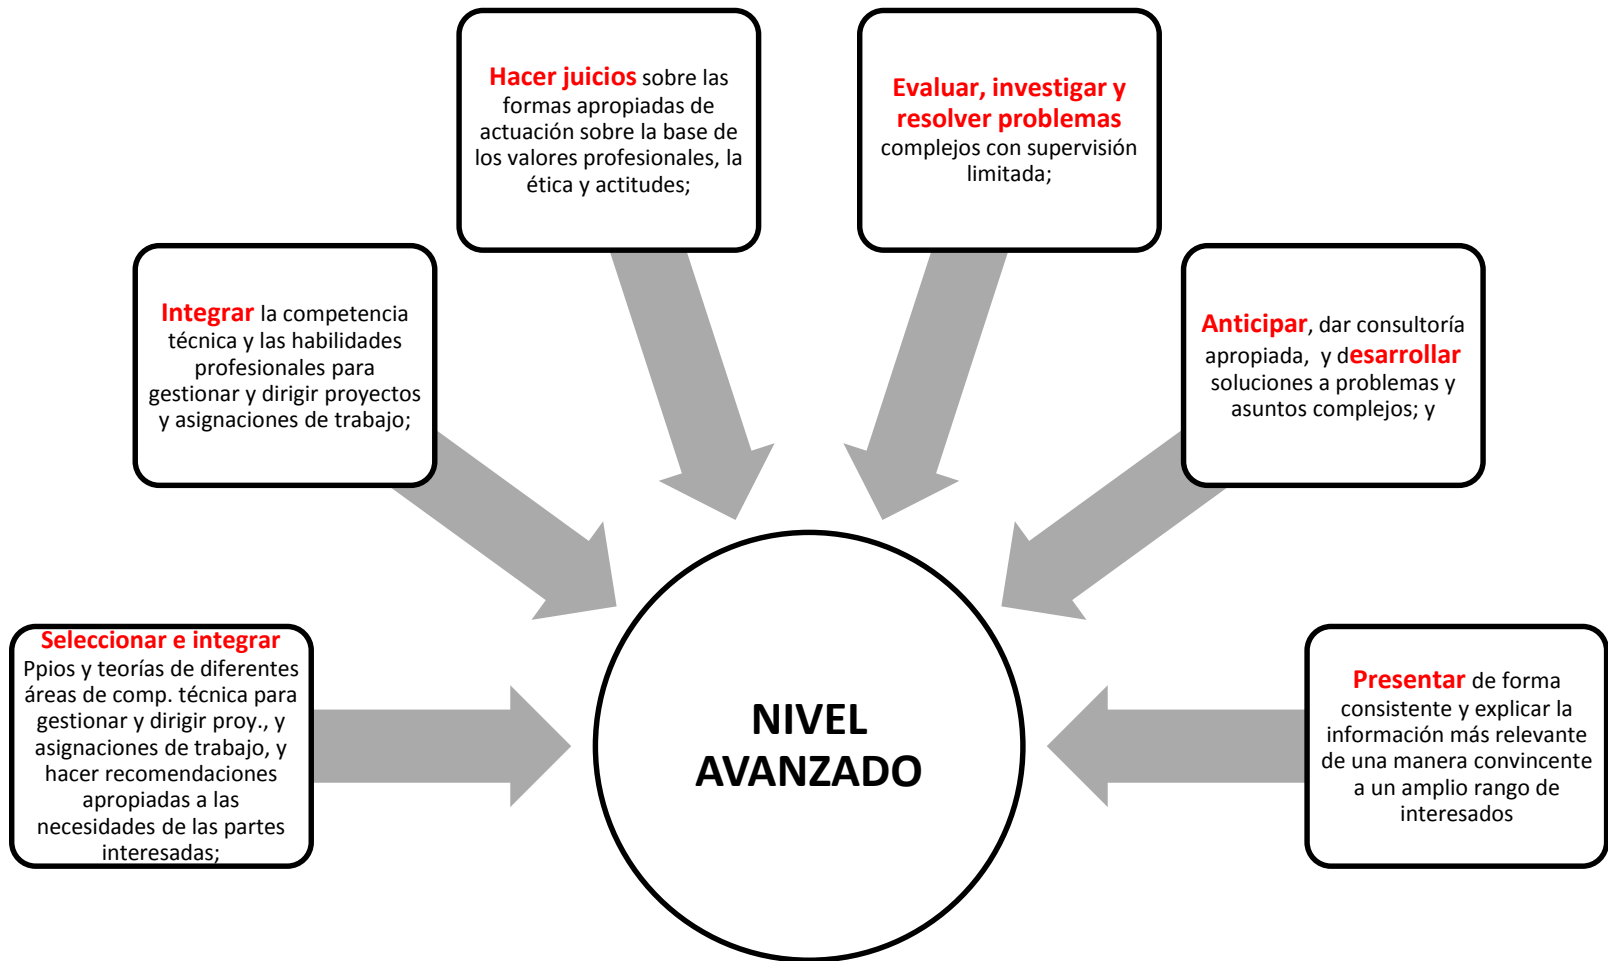 Seleccionar e integrar
Ppios y teorías de diferentes
áreas de comp. técnica para
gestionar y dirigir proy., y
asignaciones de trabajo, y
hacer recomendaciones
apropiadas a las
necesidades de las partes
interesadas;
Integrar la competencia
técnica y las habilidades
profesionales para
gestionar y dirigir proyectos
y asignaciones de trabajo;
Hacer juicios sobre las
formas apropiadas de
actuación sobre la base de
los valores profesionales, la
ética y actitudes;
Evaluar, investigar y
resolver problemas
complejos con supervisión
limitada;
Anticipar, dar consultoría
apropiada, y desarrollar
soluciones a problemas y
asuntos complejos; y
Presentar de forma
consistente y explicar la
información más relevante
de una manera convincente
a un amplio rango de
interesados
NIVEL
AVANZADO